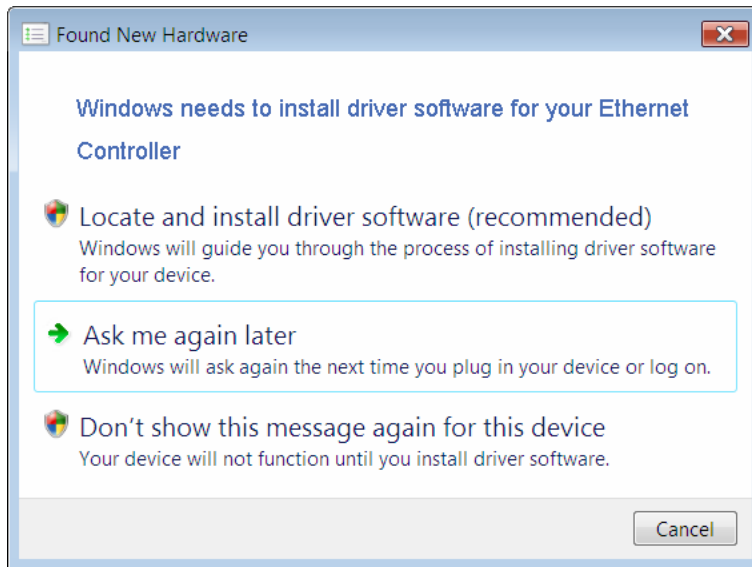 Found New Hardware
Windows needs to install driver software for your Ethernet
Controller
Locate and install driver software (recommended)
Windows will guide you through the process of installing driver software
for your device.
Ask me again later
Windows will ask again the next time you plug in your device or log on.
Don't show this message again for this device
Your device will not function until you install driver software.
Cancel